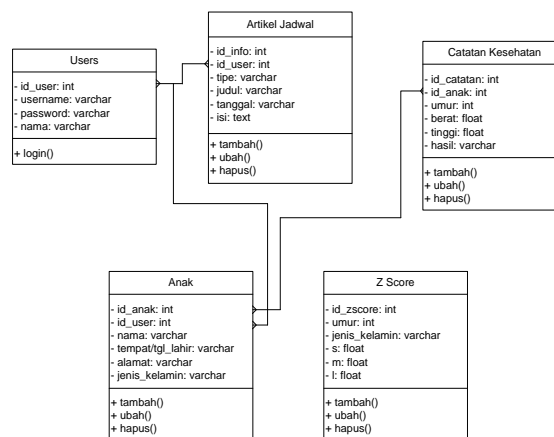 Artikel Jadwal
- id_info: int
- id_user: int
- tipe: varchar
- judul: varchar
- tanggal: varchar
- isi: text
+ tambah()
+ ubah()
+ hapus()
Users
- id_user: int
- username: varchar
- password: varchar
- nama: varchar
+ login()
Catatan Kesehatan
- id_catatan: int
- id_anak: int
- umur: int
- berat: float
- tinggi: float
- hasil: varchar
+ tambah()
+ ubah()
+ hapus()
Anak
- id_anak: int
- id_user: int
- nama: varchar
- tempat/tgl_lahir: varchar
- alamat: varchar
- jenis_kelamin: varchar
+ tambah()
+ ubah()
+ hapus()
Z Score
- id_zscore: int
- umur: int
- jenis_kelamin: varchar
- s: float
- m: float
- l: float
+ tambah()
+ ubah()
+ hapus()